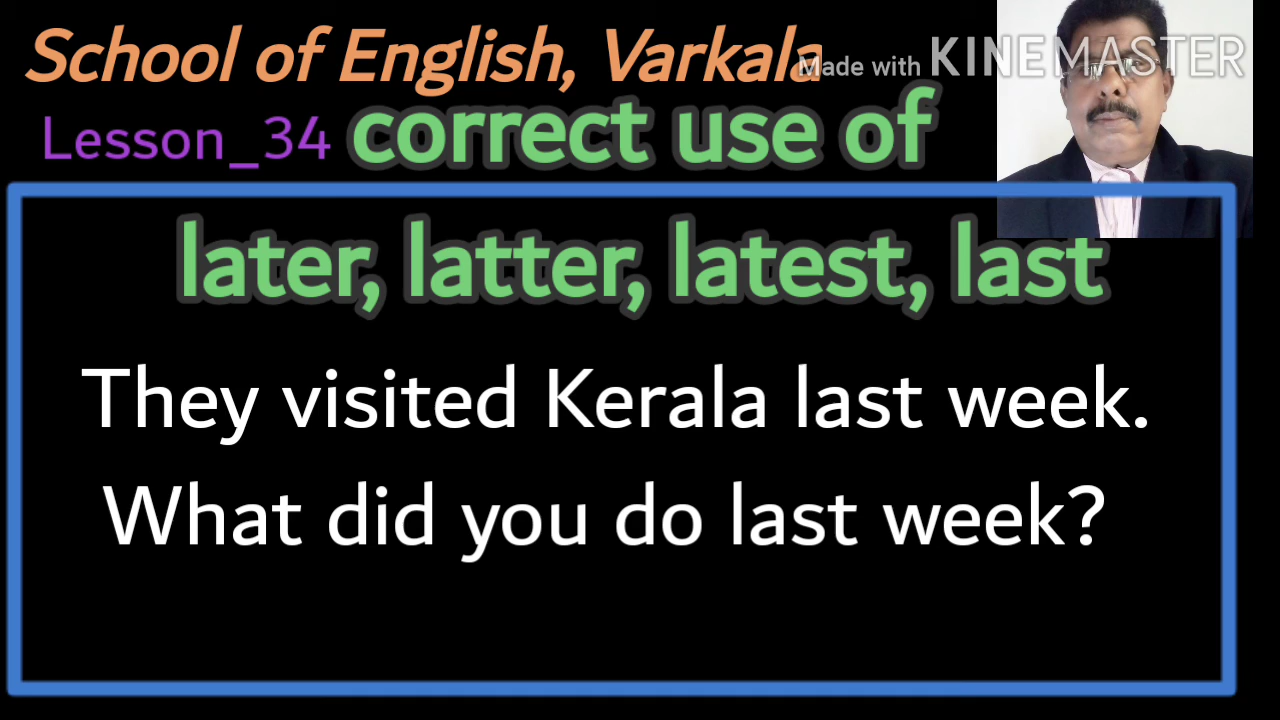 School of English, Varkala
Made with KINEMASTER
Lesson_34 correct use of
later, latter, latest, last
They visited Kerala last week.
What did you do last week?